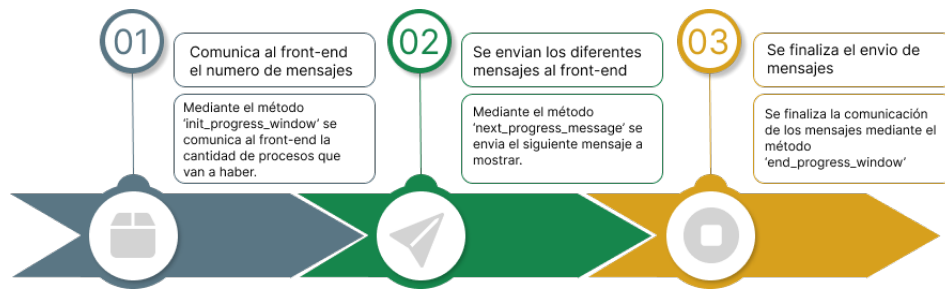 01
Comunica al front-end
el numero de mensajes
Mediante el método
'init_progress_window' se
comunica al front-end la
cantidad de procesos que
van a haber.
02
Se envian los diferentes
mensajes al front-end
Mediante el método
'next_progress_message' se
envia el siguiente mensaje a
mostrar.
03
Se finaliza el envio de
mensajes
Se finaliza la comunicación
de los mensajes mediante el
método
'end_progress_window'